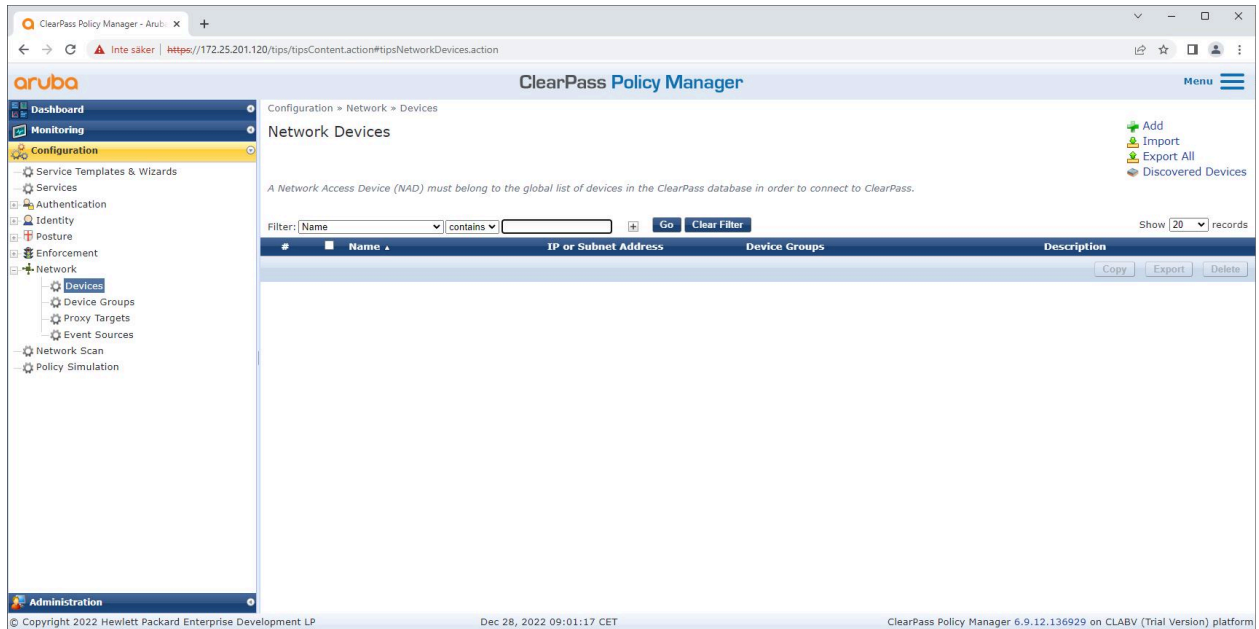 ClearPass Policy Manager - Arub
Inte säker | https://172.25.201.120/tips/tipsContent.action#tipsNetworkDevices.action
aruba
ClearPass Policy Manager
Menu
Dashboard
Monitoring
Configuration
Service Templates & Wizards
Services
Authentication
Identity
Posture
Enforcement
Network
Devices
Device Groups
Proxy Targets
Event Sources
Network Scan
Policy Simulation
Administration
Configuration » Network » Devices
Network Devices
Add
Import
Export All
Discovered Devices
A Network Access Device (NAD) must belong to the global list of devices in the ClearPass database in order to connect to ClearPass.
Filter: Name contains Go Clear Filter Show 20 records
# Name IP or Subnet Address Device Groups Description
Copy Export Delete
© Copyright 2022 Hewlett Packard Enterprise Development LP Dec 28, 2022 09:01:17 CET ClearPass Policy Manager 6.9.12.136929 on CLABV (Trial Version) platform